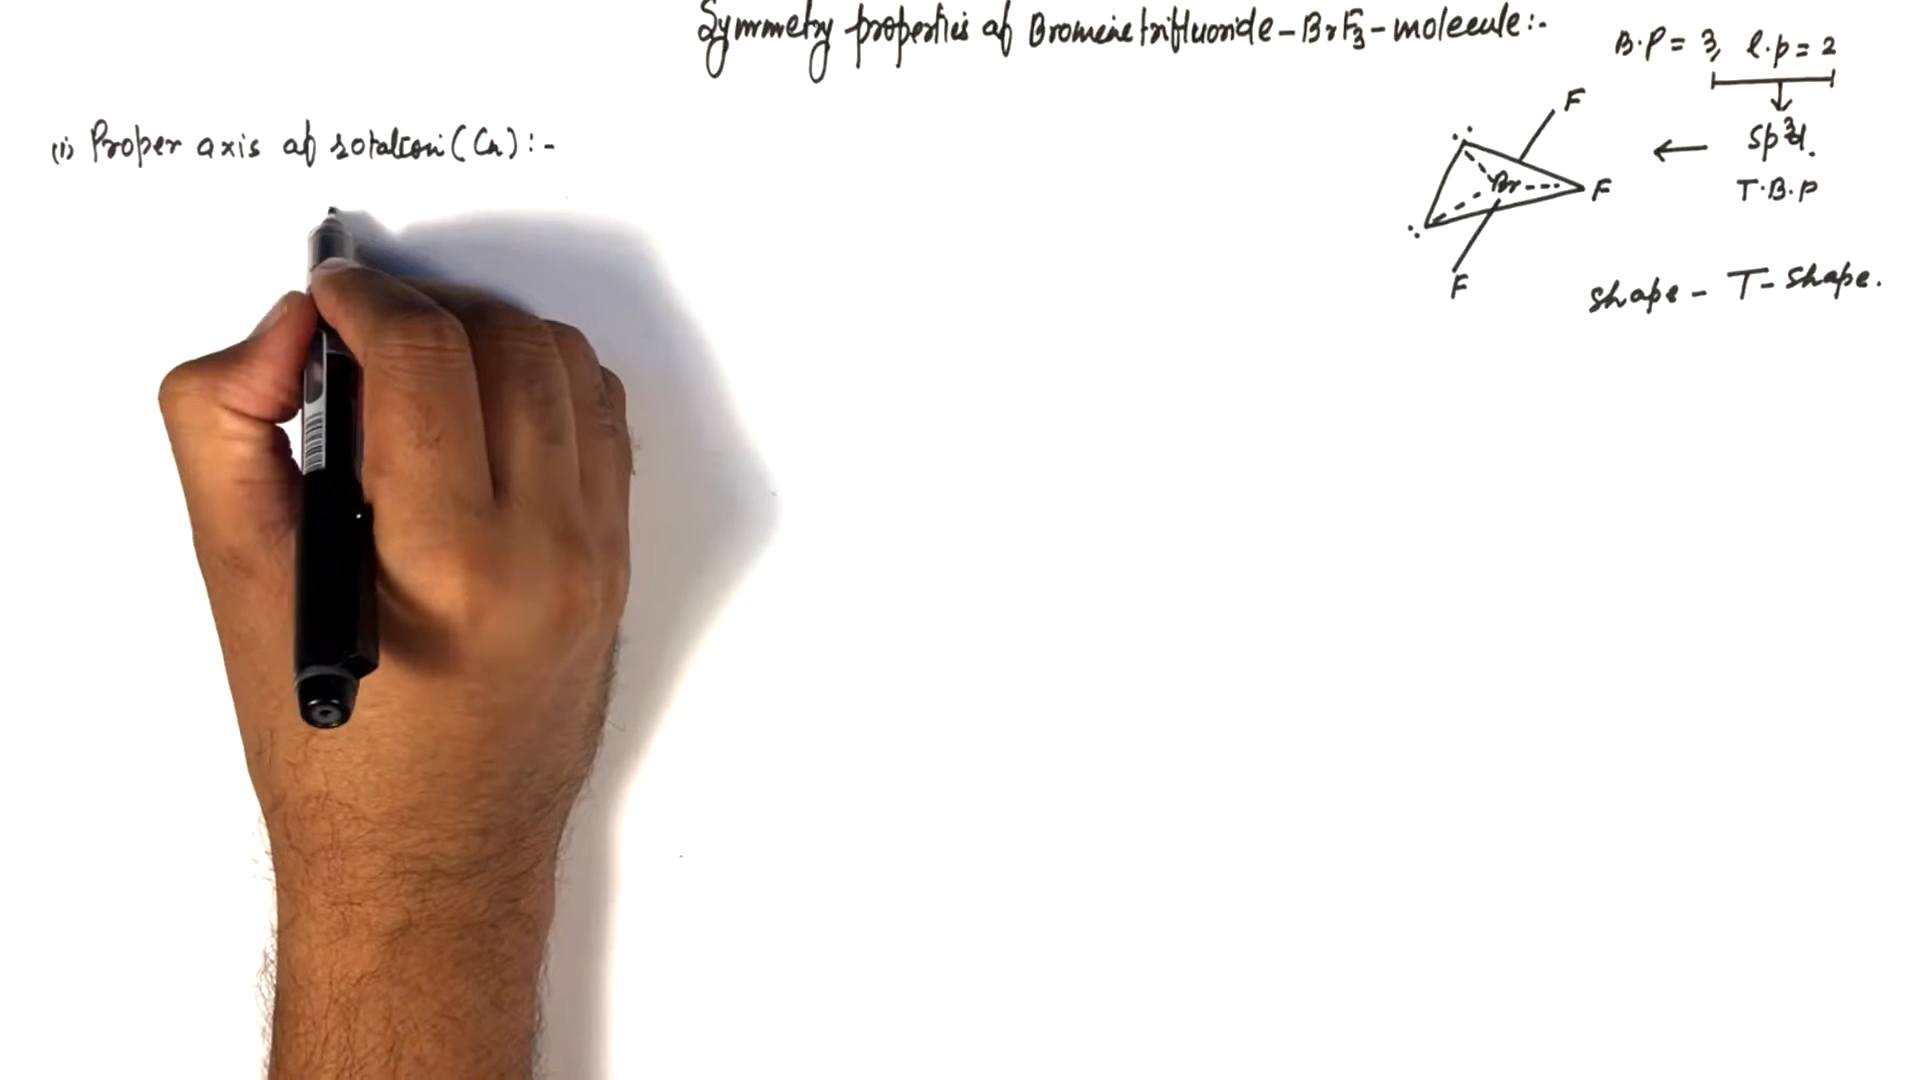 Symmetry properties of Bromine trifluoride - BrF3 - molecule:-
B.P = 3, l.p = 2
sp3d.
T.B.P
F
Br
F
F
shape - T-shape.
(i) Proper axis of rotation (Cn) :-